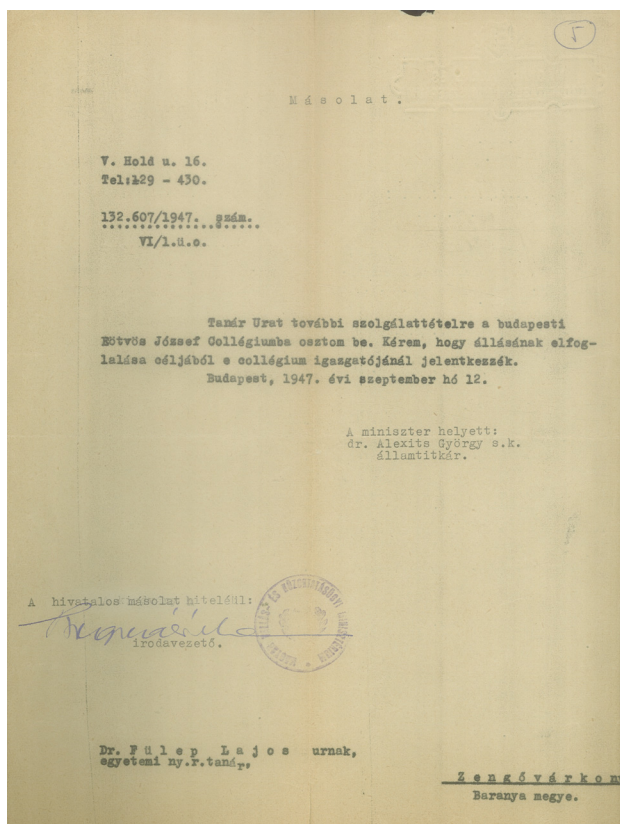 5
Másolat.
V. Hold u. 16.
Tel:129 - 430.
132.607/1947. szám.
VI/1.ü.o.
Tanár Urat további szolgálattételre a budapesti
Eötvös József Collégiumba osztom be. Kérem, hogy állásának elfog-
lalása céljából e collégium igazgatójánál jelentkezzék.
Budapest, 1947. évi szeptember hó 12.
A miniszter helyett:
dr. Alexits György s.k.
államtitkár.
A hivatalos másolat hiteléül:
irodavezető.
Dr. Fülep Lajos urnak,
egyetemi ny.r.tanár,
Zengővárkony
Baranya megye.